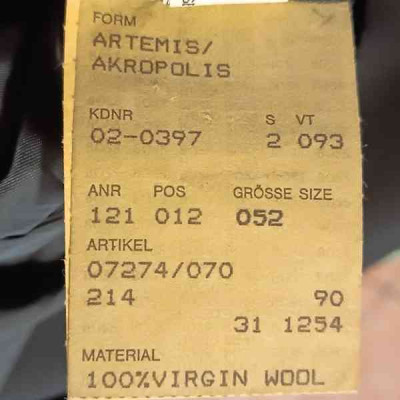 FORM
ARTEMIS/
AKROPOLIS
KDNR S VT
02-0397 2 093
ANR POS GRÖSSE SIZE
121 012 052
ARTIKEL
07274/070
214 90
31 1254
MATERIAL
100%VIRGIN WOOL